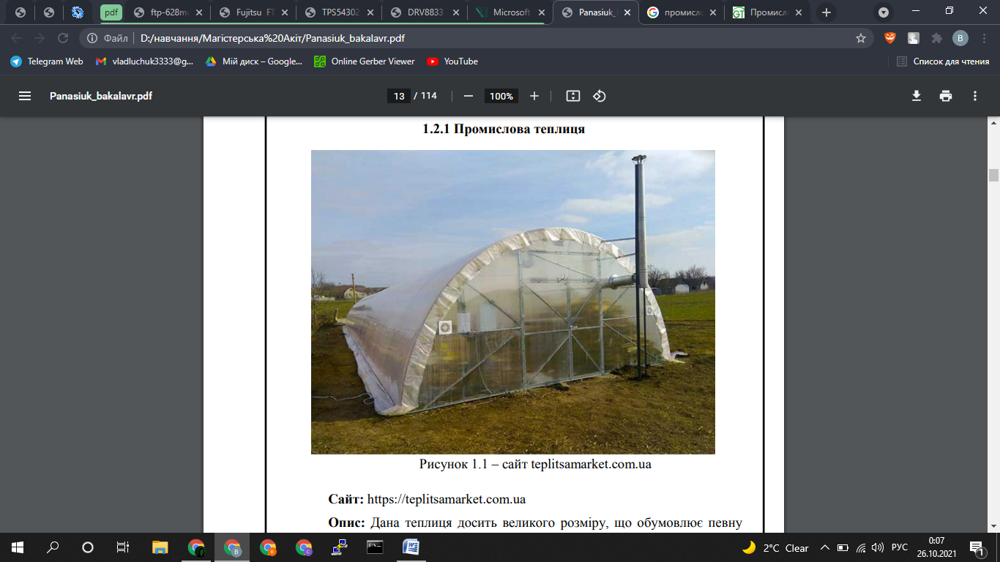 pdf
ftp-628m
Fujitsu FT
TPS54302
DRV8833
Microsoft
Panasiuk_
промисло
Промисло
Файл
D:/навчання/Магістерська%20Акіт/Panasiuk_bakalavr.pdf
B
Telegram Web
vladluchuk3333@g...
Мій диск – Google...
Online Gerber Viewer
YouTube
Список для чтения
Panasiuk_bakalavr.pdf
13 / 114
100%
1.2.1 Промислова теплиця
Рисунок 1.1 – сайт teplitsamarket.com.ua
Сайт: https://teplitsamarket.com.ua
Опис: Дана теплиця досить великого розміру, що обумовлює певну
2°C Clear
РУС
0:07
26.10.2021
1